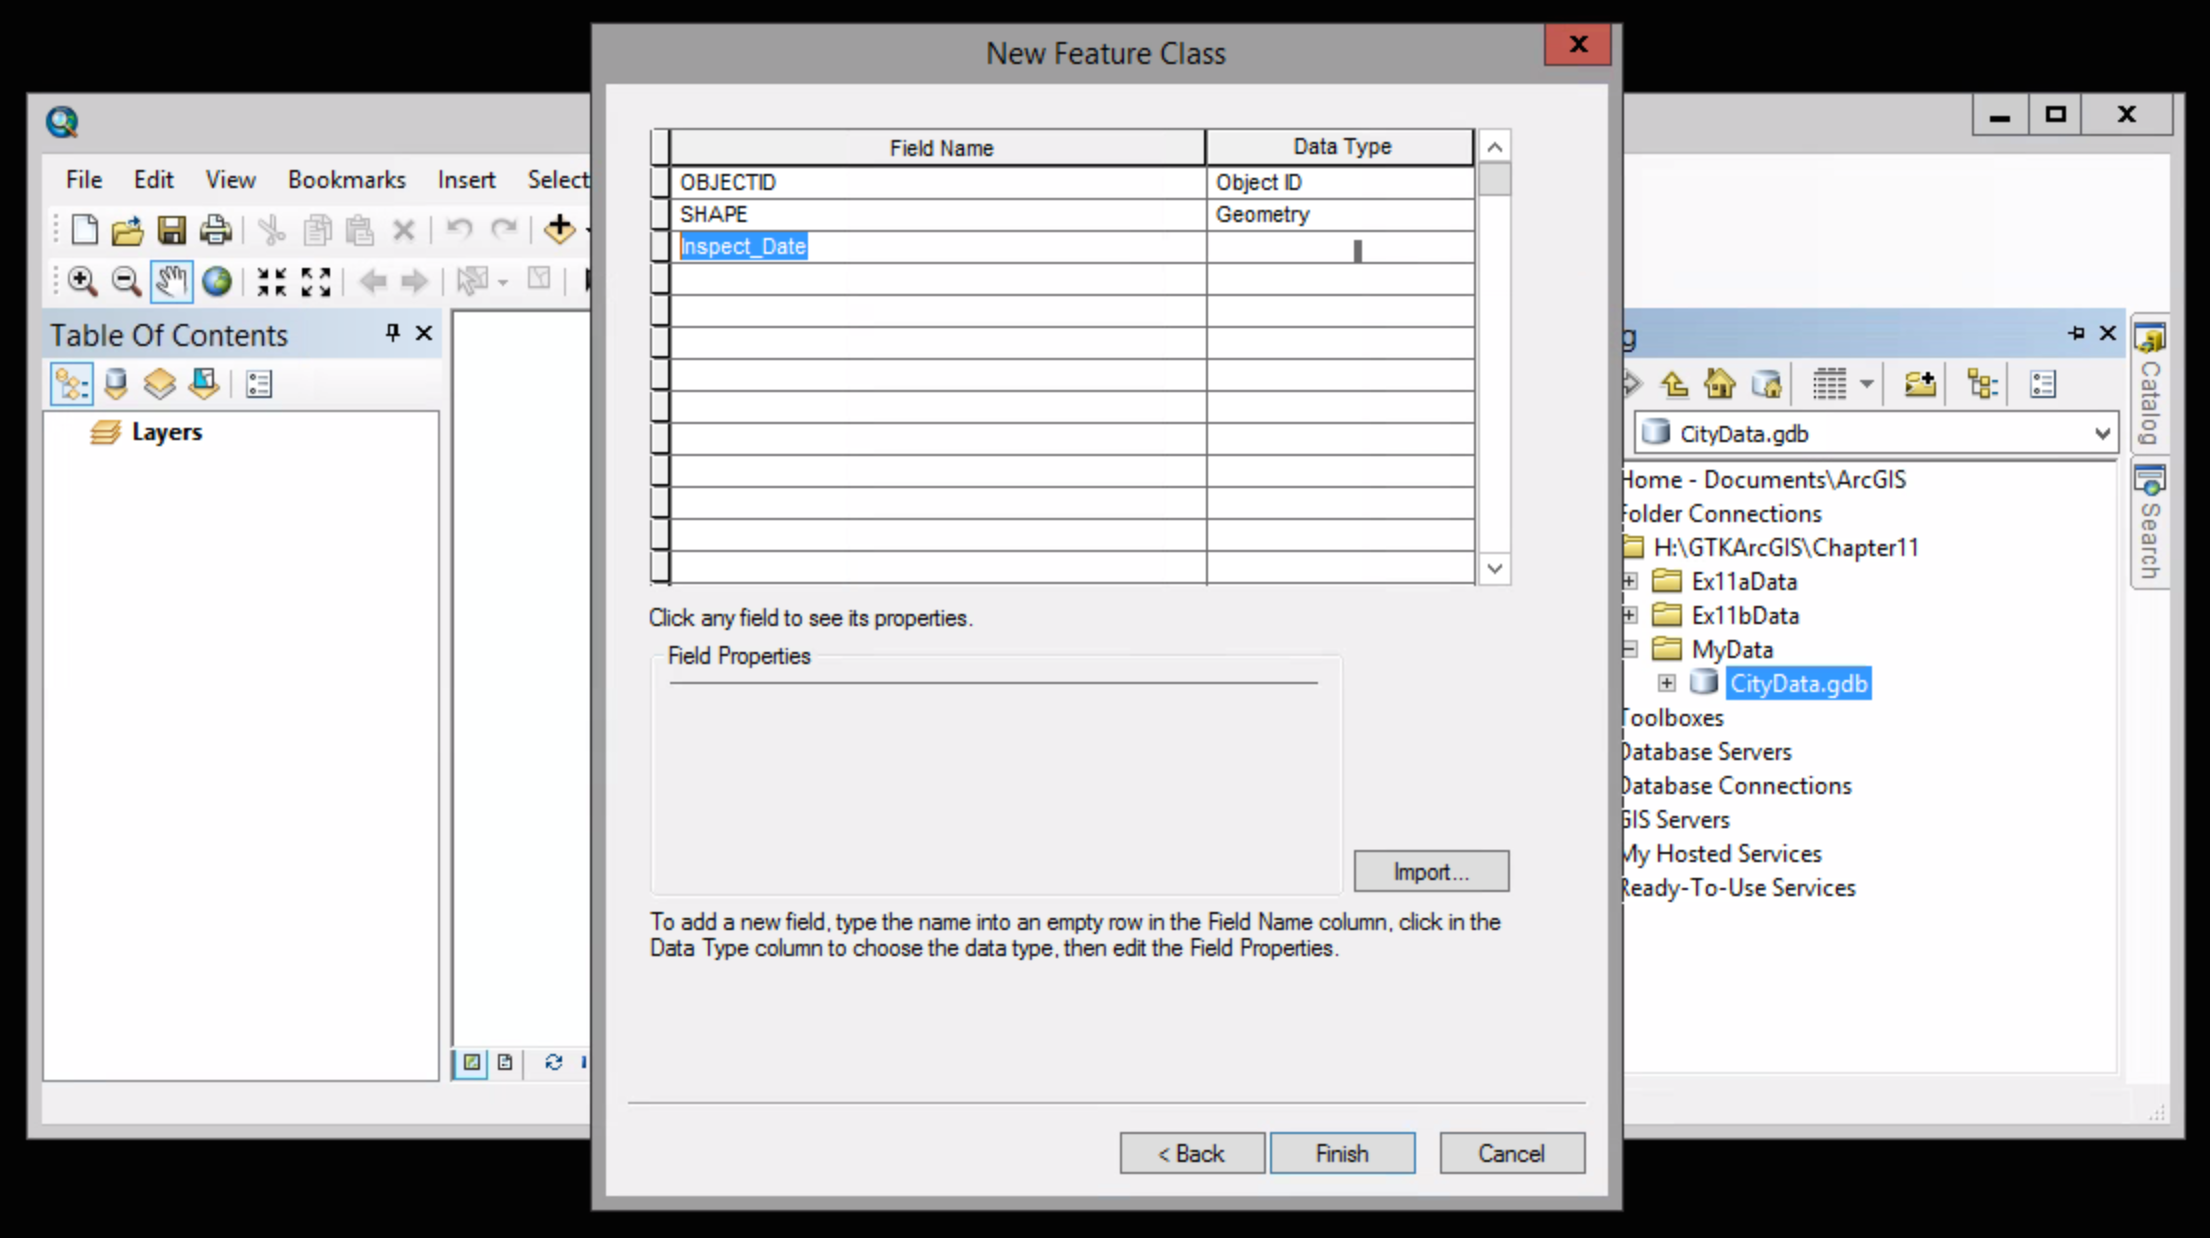 New Feature Class
X
File Edit View Bookmarks Insert Select
Table Of Contents
Layers
Field Name Data Type
OBJECTID Object ID
SHAPE Geometry
Inspect_Date
Click any field to see its properties.
Field Properties
Import...
To add a new field, type the name into an empty row in the Field Name column, click in the
Data Type column to choose the data type, then edit the Field Properties.
< Back Finish Cancel
g
CityData.gdb
Home - Documents\ArcGIS
Folder Connections
H:\GTKArcGIS\Chapter11
Ex11aData
Ex11bData
MyData
CityData.gdb
Toolboxes
Database Servers
Database Connections
GIS Servers
My Hosted Services
Ready-To-Use Services
Catalog
Search